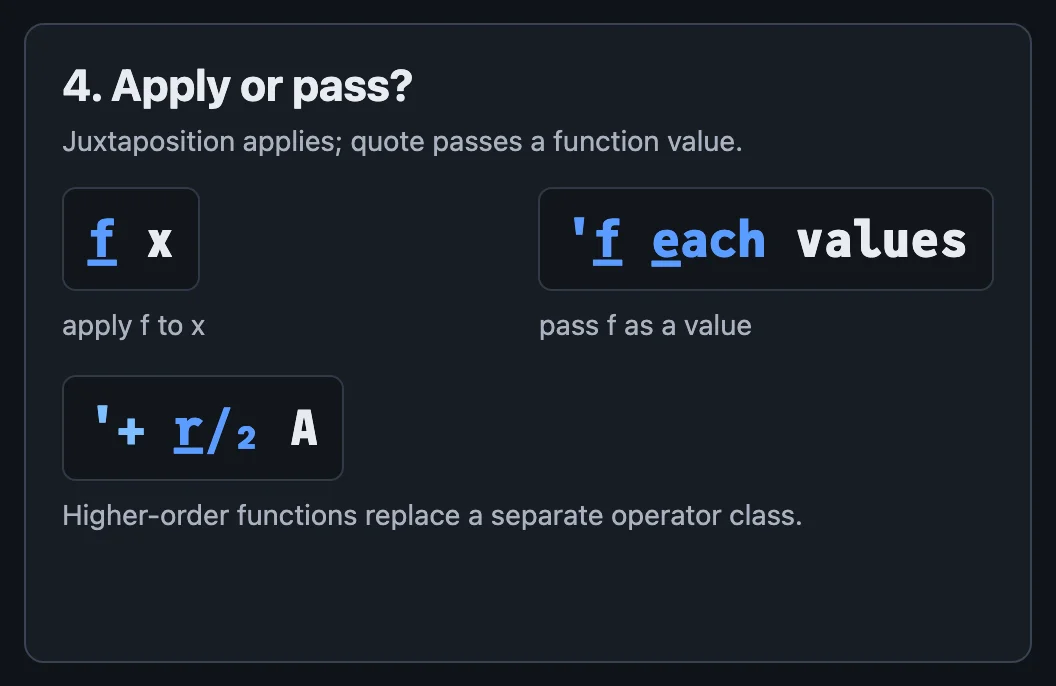 4. Apply or pass?
Juxtaposition applies; quote passes a function value.
f x
'f each values
apply f to x
pass f as a value
'+ r/₂ A
Higher-order functions replace a separate operator class.